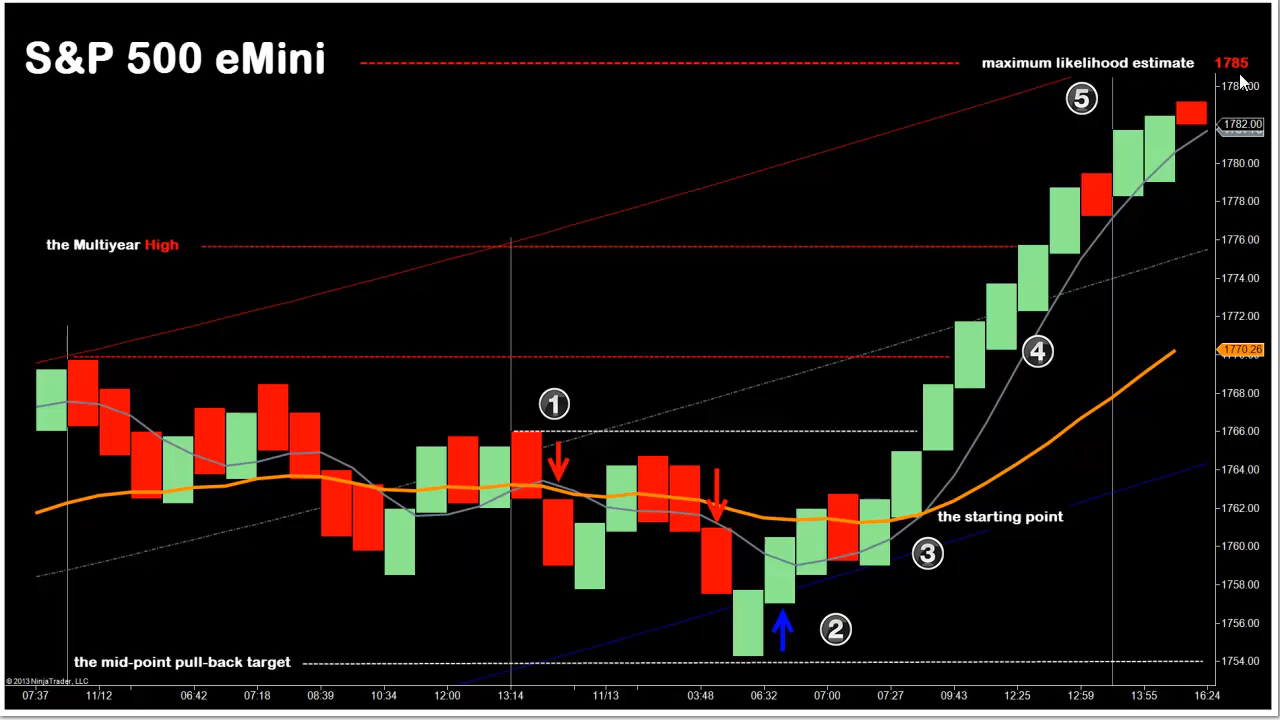 S&P 500 eMini
maximum likelihood estimate 1785
5
1782.00
1780.00
1778.00
the Multiyear High
1776.00
1774.00
1772.00
4
1770.26
1768.00
1
1766.00
1764.00
1762.00
the starting point
3
1760.00
1758.00
2
1756.00
the mid-point pull-back target
1754.00
© 2013 NinjaTrader, LLC
07:37 11/12 06:42 07:18 08:39 10:34 12:00 13:14 11/13 03:48 06:32 07:00 07:27 09:43 12:25 12:59 13:55 16:24